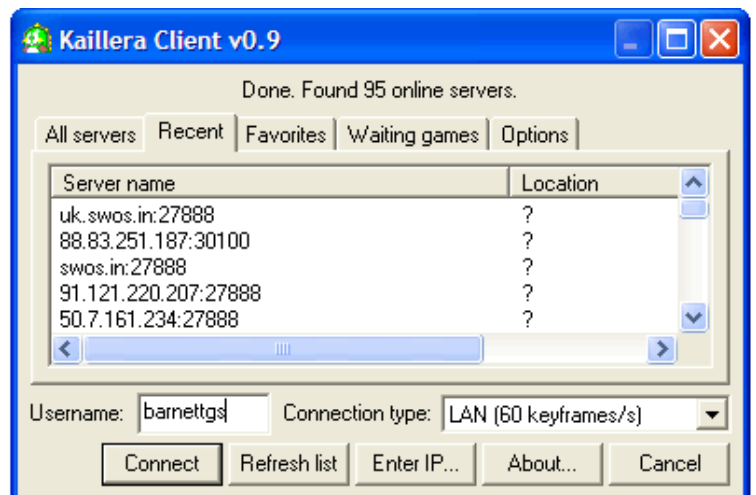 Kaillera Client v0.9
Done. Found 95 online servers.
All servers Recent Favorites Waiting games Options
Server name Location
uk.swos.in:27888 ?
88.83.251.187:30100 ?
swos.in:27888 ?
91.121.220.207:27888 ?
50.7.161.234:27888 ?
Username: barnettgs Connection type: LAN (60 keyframes/s)
Connect Refresh list Enter IP... About... Cancel